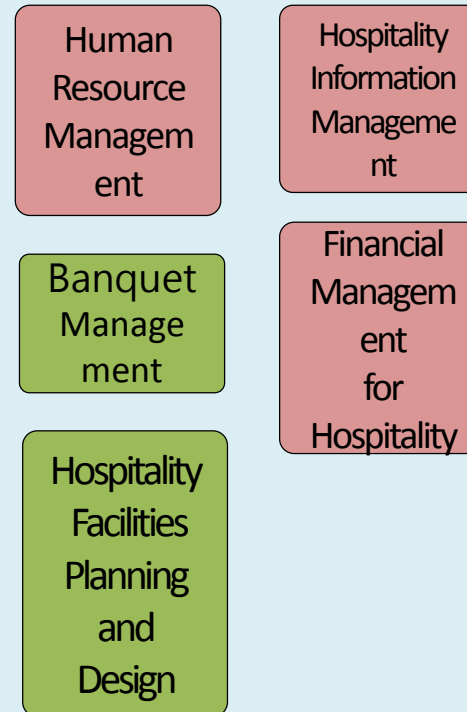 Human
Resource
Managem
ent
Banquet
Manage
ment
Hospitality
Facilities
Planning
and
Design
Hospitality
Information
Manageme
nt
Financial
Managem
ent
for
Hospitality